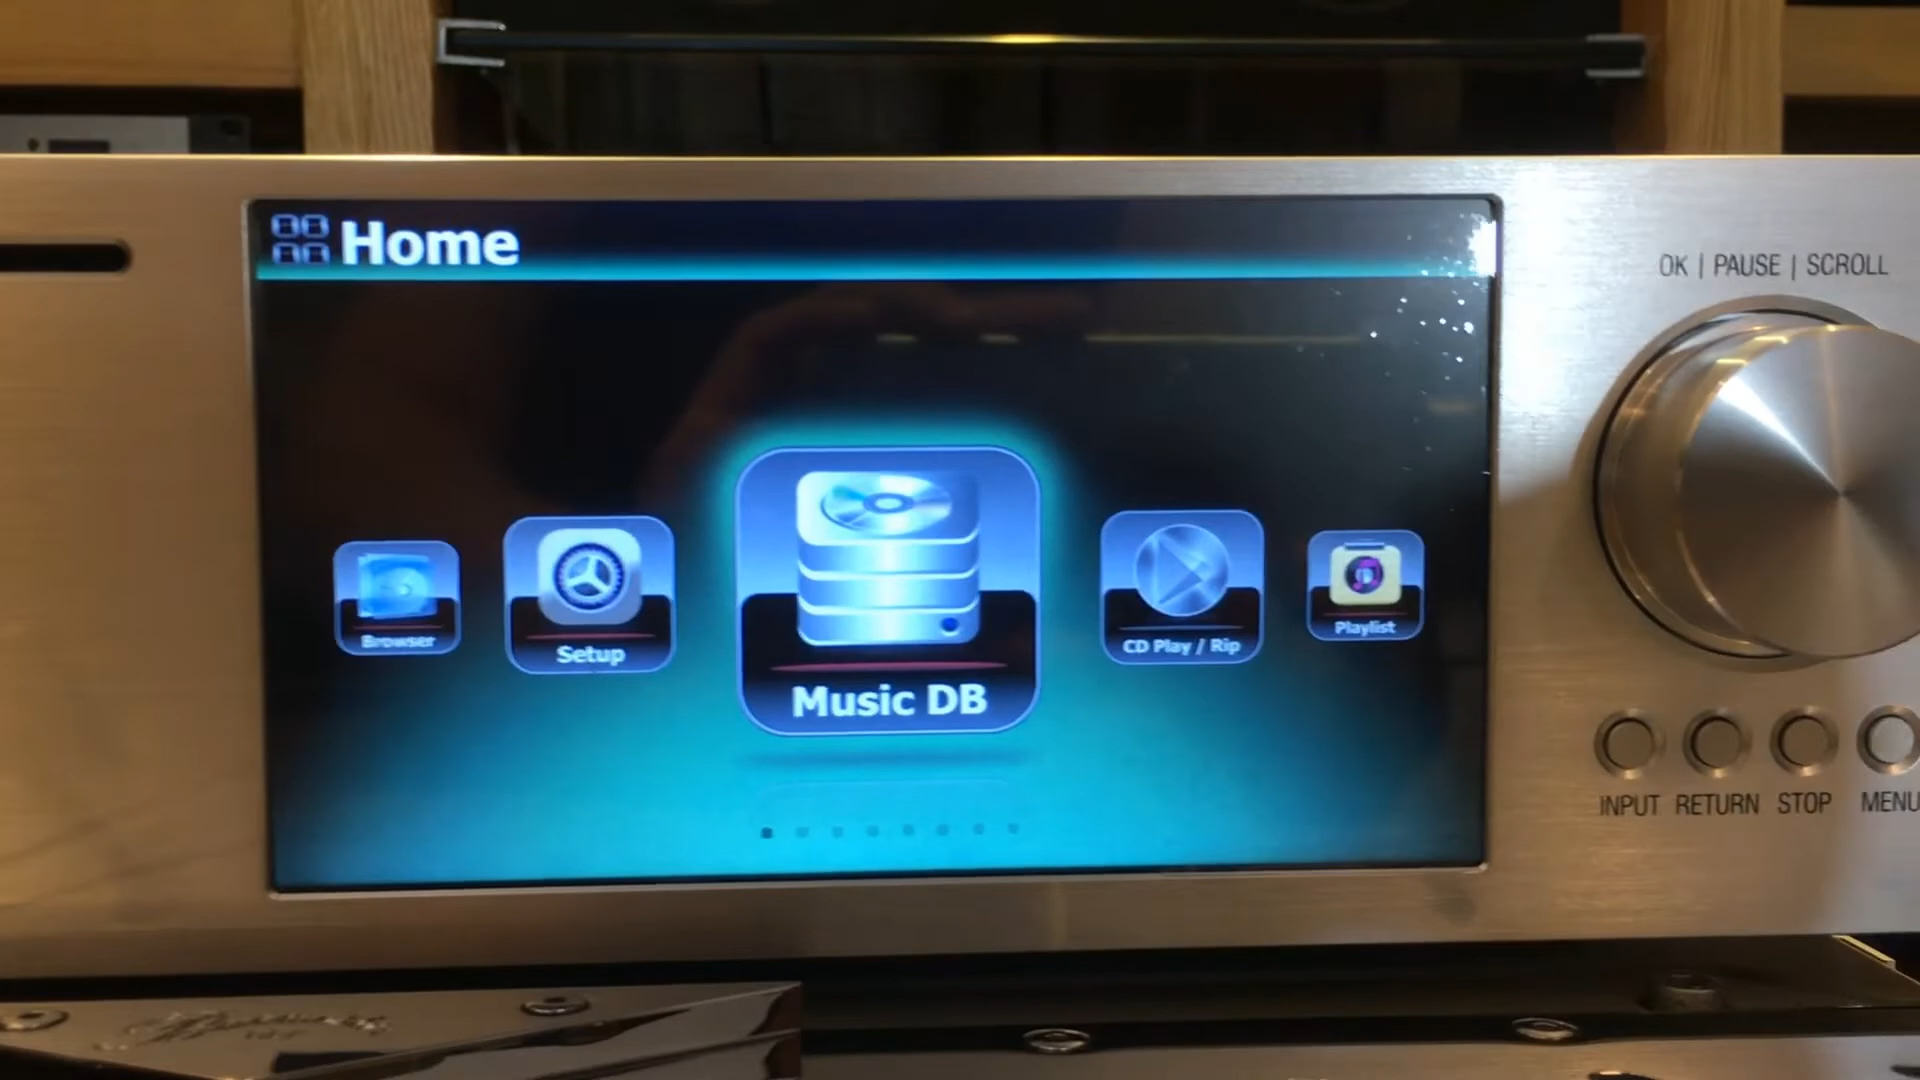 Home
OK | PAUSE | SCROLL
Browser
Setup
Music DB
CD Play / Rip
Playlist
INPUT RETURN STOP MENU